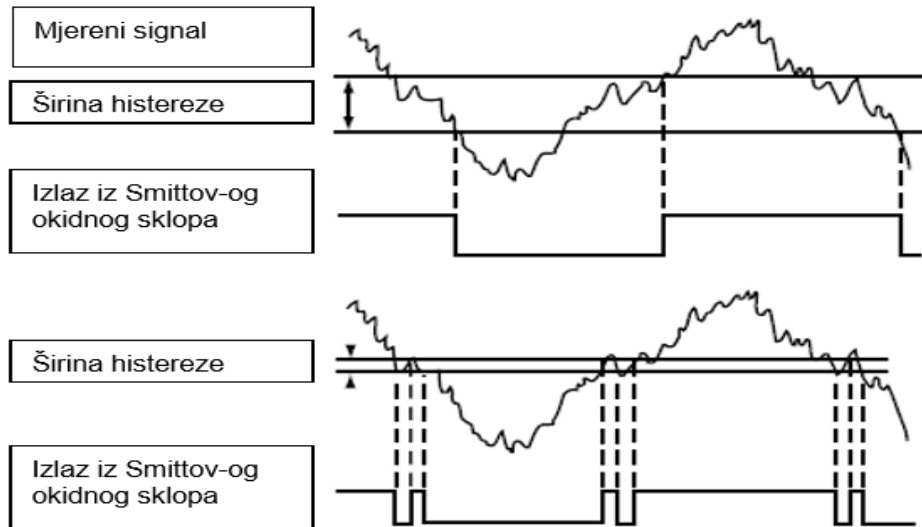 Mjereni signal
Širina histereze
Izlaz iz Smittov-og
okidnog sklopa
Širina histereze
Izlaz iz Smittov-og
okidnog sklopa